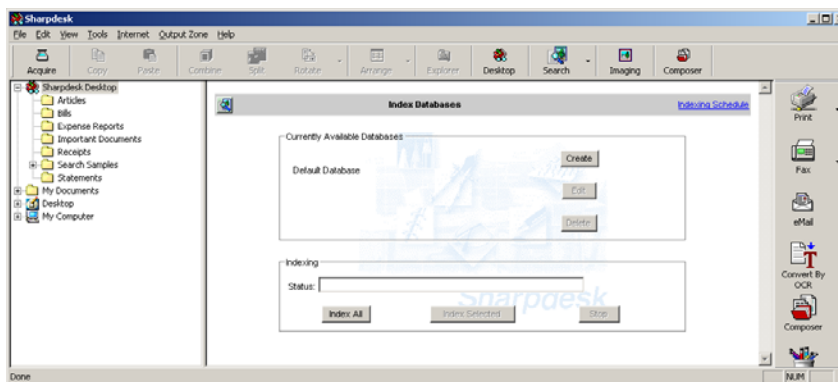 Sharpdesk
File Edit View Tools Internet Output Zone Help
Acquire Copy Paste Combine Split Rotate Arrange Explorer Desktop Search Imaging Composer
Sharpdesk Desktop
Articles
Bills
Expense Reports
Important Documents
Receipts
Search Samples
Statements
My Documents
Desktop
My Computer
Index Databases Indexing Schedule
Currently Available Databases
Default Database
Create
Edit
Delete
Indexing
Status:
Sharpdesk
Index All Index Selected Stop
Print
Fax
eMail
Convert By
OCR
Composer
Done NUM